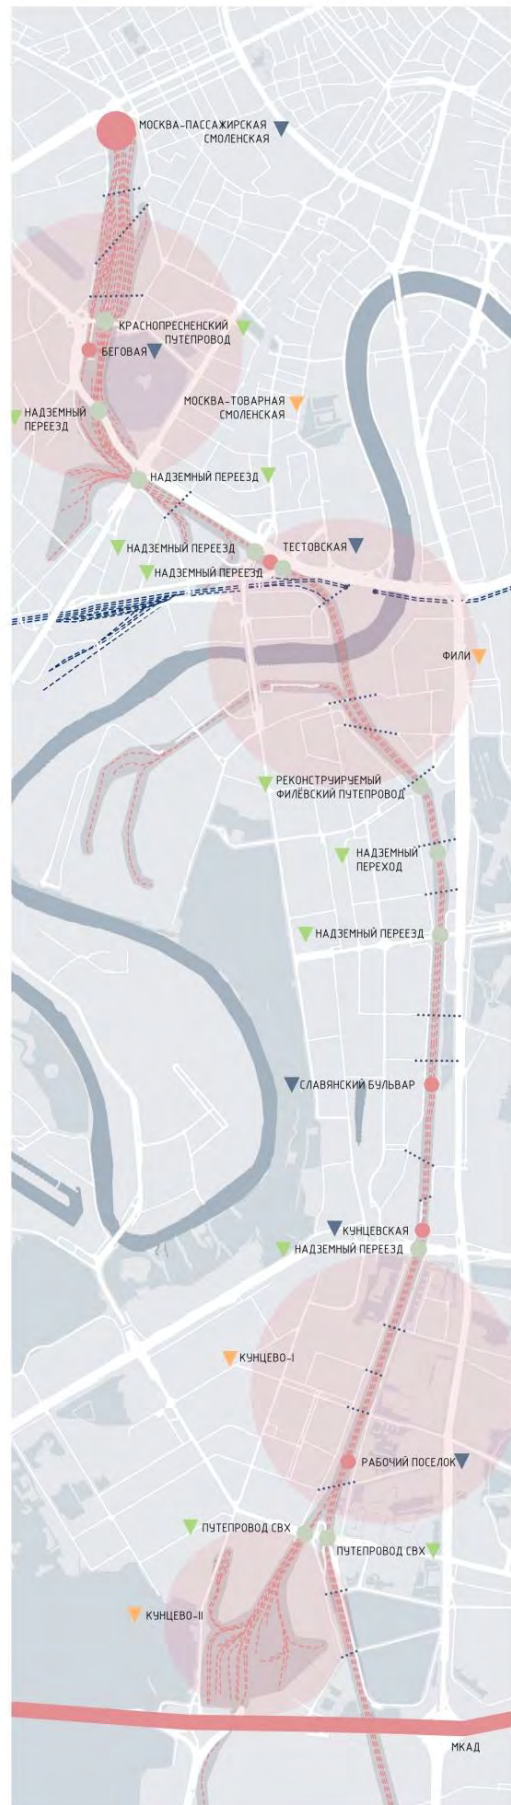 МОСКВА-ПАССАЖИРСКАЯ
СМОЛЕНСКАЯ
КРАСНОПРЕСНЕНСКИЙ
ПУТЕПРОВОД
БЕГОВАЯ
МОСКВА-ТОВАРНАЯ
СМОЛЕНСКАЯ
НАДЗЕМНЫЙ
ПЕРЕЕЗД
НАДЗЕМНЫЙ ПЕРЕЕЗД
НАДЗЕМНЫЙ ПЕРЕЕЗД
ТЕСТОВСКАЯ
НАДЗЕМНЫЙ ПЕРЕЕЗД
ФИЛИ
РЕКОНСТРУИРУЕМЫЙ
ФИЛЁВСКИЙ ПУТЕПРОВОД
НАДЗЕМНЫЙ
ПЕРЕХОД
НАДЗЕМНЫЙ ПЕРЕЕЗД
СЛАВЯНСКИЙ БУЛЬВАР
КУНЦЕВСКАЯ
НАДЗЕМНЫЙ ПЕРЕЕЗД
КУНЦЕВО-I
РАБОЧИЙ ПОСЕЛОК
ПУТЕПРОВОД СВХ
ПУТЕПРОВОД СВХ
КУНЦЕВО-II
МКАД